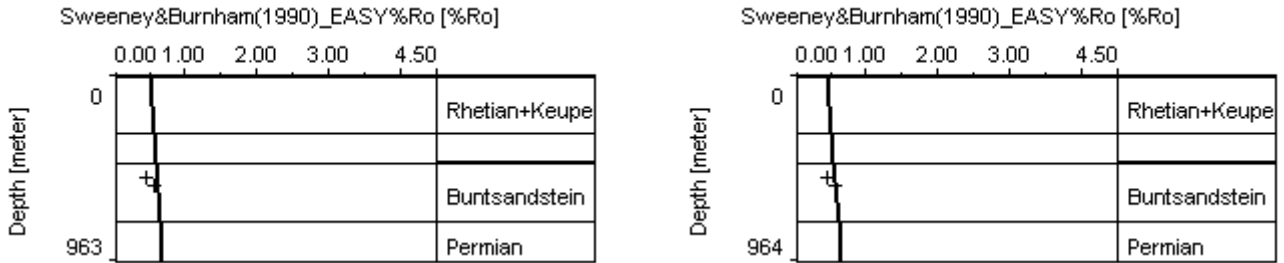 Sweeney&Burnham(1990)_EASY%Ro [%Ro]
0.00 1.00 2.00 3.00 4.50
Depth [meter]
0
Rhetian+Keupe
Buntsandstein
963
Permian
Sweeney&Burnham(1990)_EASY%Ro [%Ro]
0.00 1.00 2.00 3.00 4.50
Depth [meter]
0
Rhetian+Keupe
Buntsandstein
964
Permian